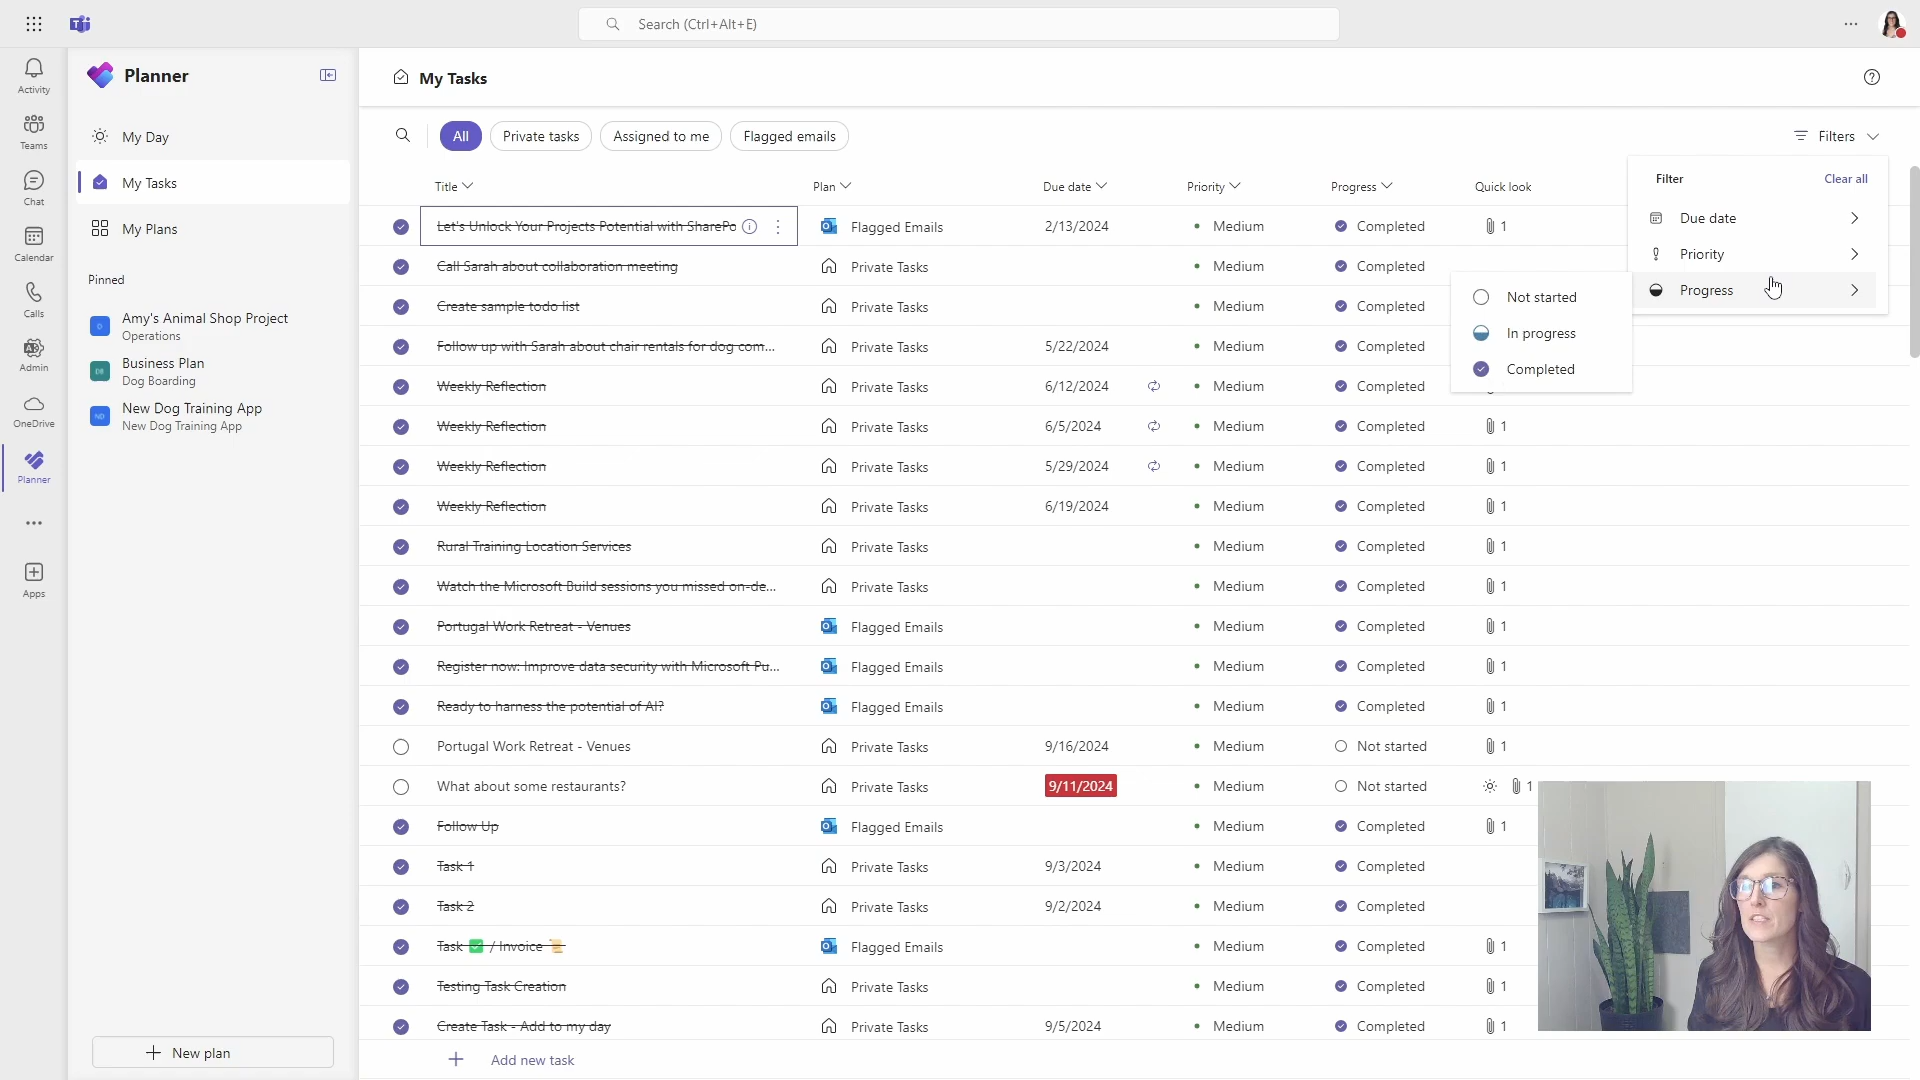 Search (Ctrl+Alt+E)
Activity
Teams
Chat
Calendar
Calls
Admin
OneDrive
Planner
Apps
Planner
My Day
My Tasks
My Plans
Pinned
Amy's Animal Shop Project
Operations
Business Plan
Dog Boarding
New Dog Training App
New Dog Training App
New plan
My Tasks
All Private tasks Assigned to me Flagged emails Filters
Title Plan Due date Priority Progress Quick look
Let's Unlock Your Projects Potential with SharePo Flagged Emails 2/13/2024 Medium Completed 1
Call Sarah about collaboration meeting Private Tasks Medium Completed
Create sample todo list Private Tasks Medium Completed
Follow up with Sarah about chair rentals for dog com... Private Tasks 5/22/2024 Medium Completed
Weekly Reflection Private Tasks 6/12/2024 Medium Completed
Weekly Reflection Private Tasks 6/5/2024 Medium Completed 1
Weekly Reflection Private Tasks 5/29/2024 Medium Completed 1
Weekly Reflection Private Tasks 6/19/2024 Medium Completed 1
Rural Training Location Services Private Tasks Medium Completed 1
Watch the Microsoft Build sessions you missed on-de... Private Tasks Medium Completed 1
Portugal Work Retreat - Venues Flagged Emails Medium Completed 1
Register now: Improve data security with Microsoft Pu... Flagged Emails Medium Completed 1
Ready to harness the potential of AI? Flagged Emails Medium Completed 1
Portugal Work Retreat - Venues Private Tasks 9/16/2024 Medium Not started 1
What about some restaurants? Private Tasks 9/11/2024 Medium Not started 1
Follow Up Flagged Emails Medium Completed 1
Task 1 Private Tasks 9/3/2024 Medium Completed
Task 2 Private Tasks 9/2/2024 Medium Completed
Task ✅ / Invoice 📜 Flagged Emails Medium Completed 1
Testing Task Creation Private Tasks Medium Completed 1
Create Task - Add to my day Private Tasks 9/5/2024 Medium Completed 1
Add new task
Filter Clear all
Due date
Priority
Progress
Not started
In progress
Completed